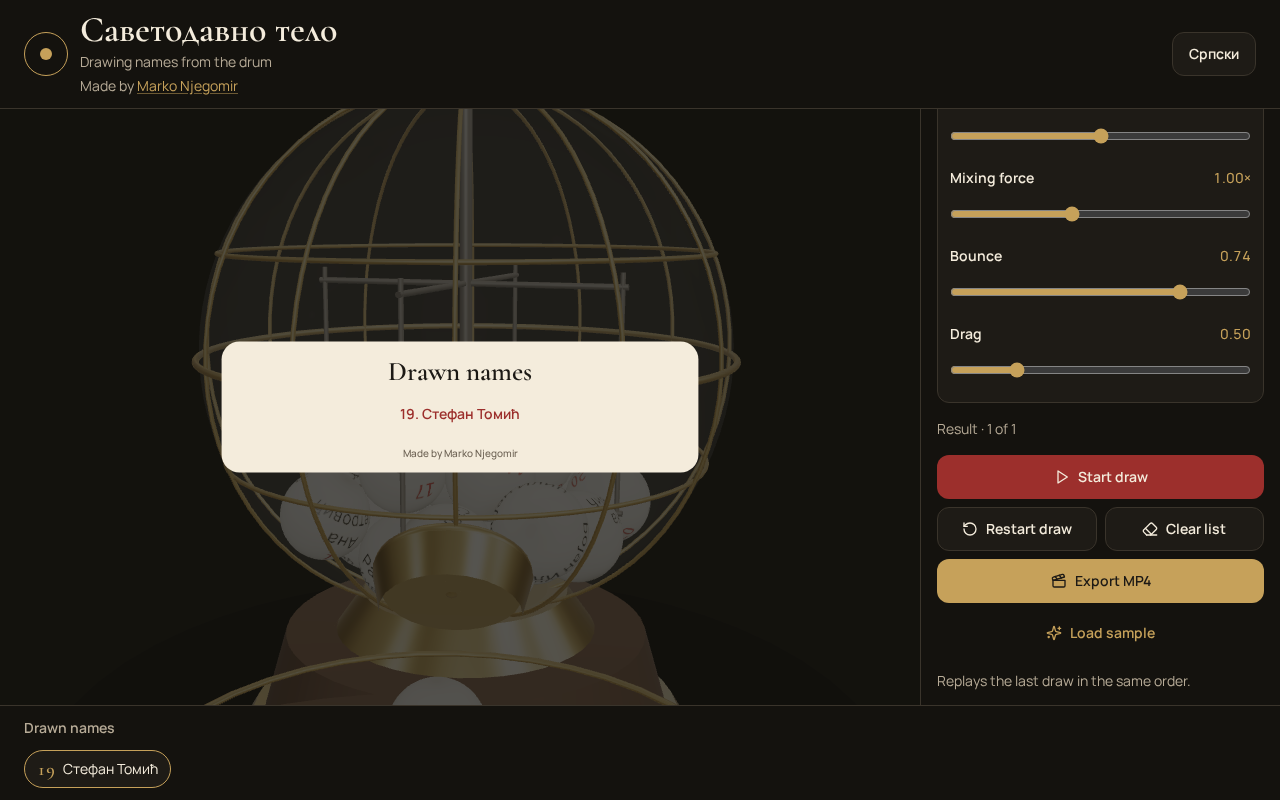 Саветодавно тело
Drawing names from the drum
Made by Marko Njegomir
Српски
Mixing force 1.00×
Bounce 0.74
Drag 0.50
Result · 1 of 1
Start draw
Restart draw
Clear list
Export MP4
Load sample
Replays the last draw in the same order.
Drawn names
19. Стефан Томић
Made by Marko Njegomir
17
Drawn names
19 Стефан Томић